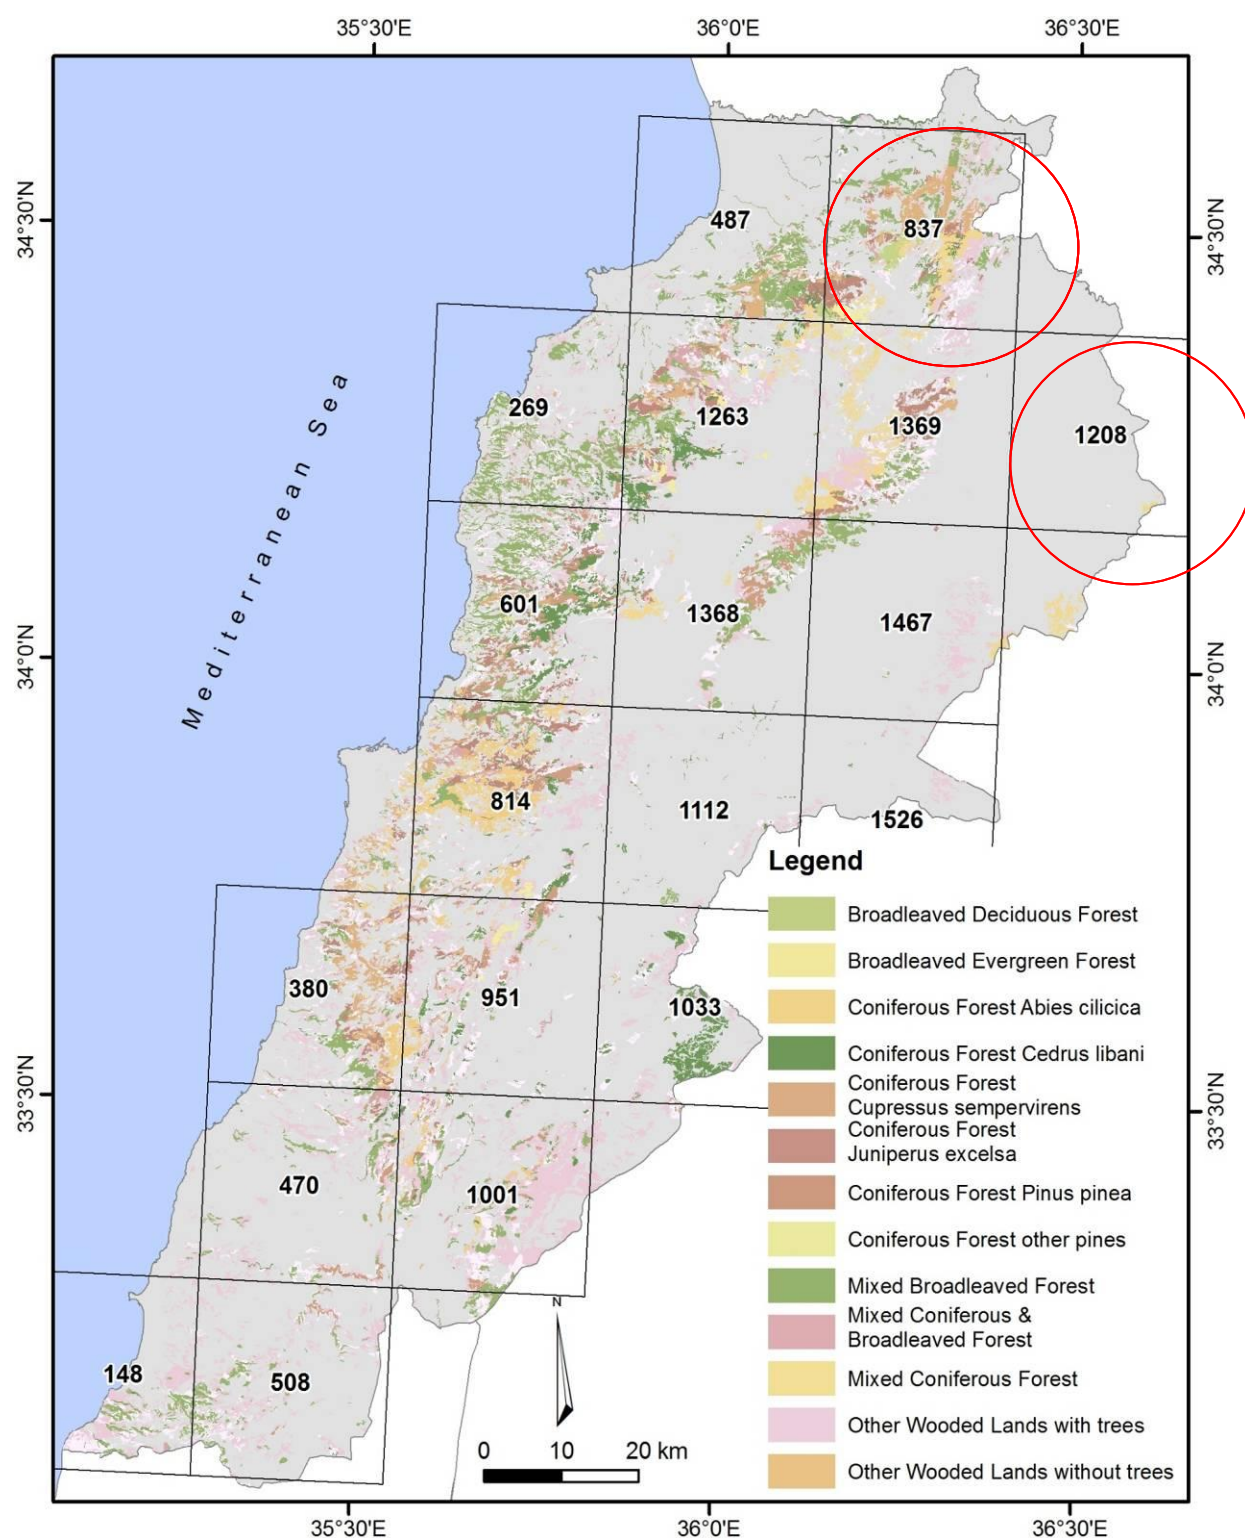 35°30'E
36°0'E
36°30'E
34°30'N
34°30'N
487
837
269
1263
1369
1208
Mediterranean Sea
601
1368
1467
34°0'N
34°0'N
814
1112
1526
Legend
Broadleaved Deciduous Forest
Broadleaved Evergreen Forest
Coniferous Forest Abies cilicica
Coniferous Forest Cedrus libani
Coniferous Forest
Cupressus sempervirens
Coniferous Forest
Juniperus excelsa
Coniferous Forest Pinus pinea
Coniferous Forest other pines
Mixed Broadleaved Forest
Mixed Coniferous &
Broadleaved Forest
Mixed Coniferous Forest
Other Wooded Lands with trees
Other Wooded Lands without trees
380
951
1033
33°30'N
33°30'N
470
1001
N
148
508
0 10 20 km
35°30'E
36°0'E
36°30'E